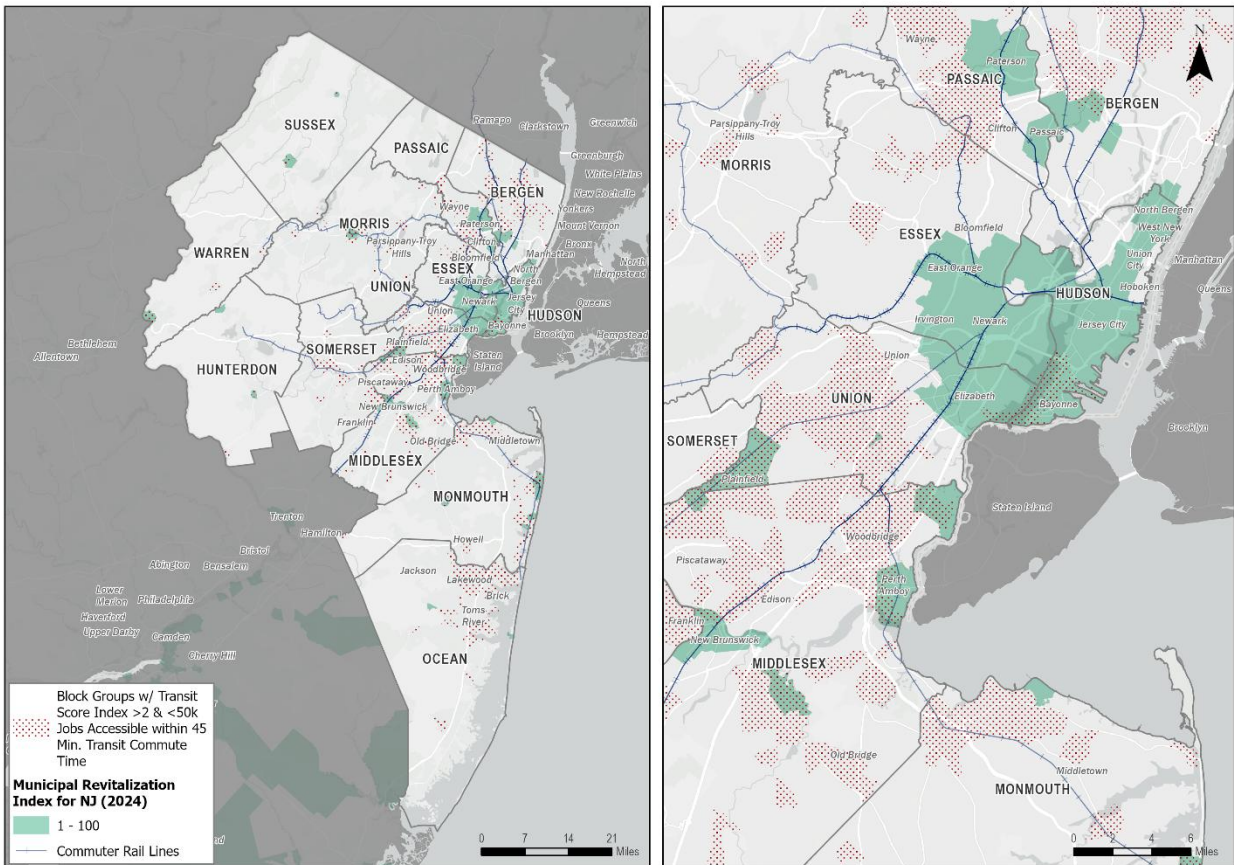 Ramapo
Clarkstown
Greenwich
SUSSEX
PASSAIC
Greenburgh
White Plains
BERGEN
New Rochelle
Wayne
Yonkers
MORRIS
Paterson
Mount Vernon
WARREN
Parsippany-Troy
Hills
Clifton
Bronx
Bloomfield
Manhattan
ESSEX
North
Hempstead
UNION
East Orange
North
Bergen
Newark
Jersey
City
Queens
Union
HUDSON
Bethlehem
Elizabeth
Bayonne
Brooklyn
Hempstead
Allentown
SOMERSET
Plainfield
Staten
Island
Edison
Woodbridge
HUNTERDON
Piscataway
Perth Amboy
New Brunswick
Franklin
Old Bridge
Middletown
MIDDLESEX
MONMOUTH
Trenton
Hamilton
Howell
Bristol
Abington
Bensalem
Jackson
Lakewood
Lower
Merion
Philadelphia
Brick
Haverford
Toms
River
Upper Darby
Camden
Cherry Hill
OCEAN
Block Groups w/ Transit
Score Index >2 & <50k
Jobs Accessible within 45
Min. Transit Commute
Time
Municipal Revitalization
Index for NJ (2024)
1 - 100
Commuter Rail Lines
0 7 14 21
Miles
N
Wayne
Paterson
PASSAIC
BERGEN
Parsippany-Troy
Hills
Clifton
Passaic
MORRIS
North Bergen
ESSEX
Bloomfield
West New
York
East Orange
Union
City
Manhattan
HUDSON
Hoboken
Queens
Irvington
Newark
Jersey City
Union
UNION
Elizabeth
Bayonne
SOMERSET
Brooklyn
Plainfield
Staten Island
Woodbridge
Piscataway
Perth
Amboy
Edison
Franklin
New Brunswick
MIDDLESEX
Old Bridge
Middletown
MONMOUTH
0 2 4 6
Miles